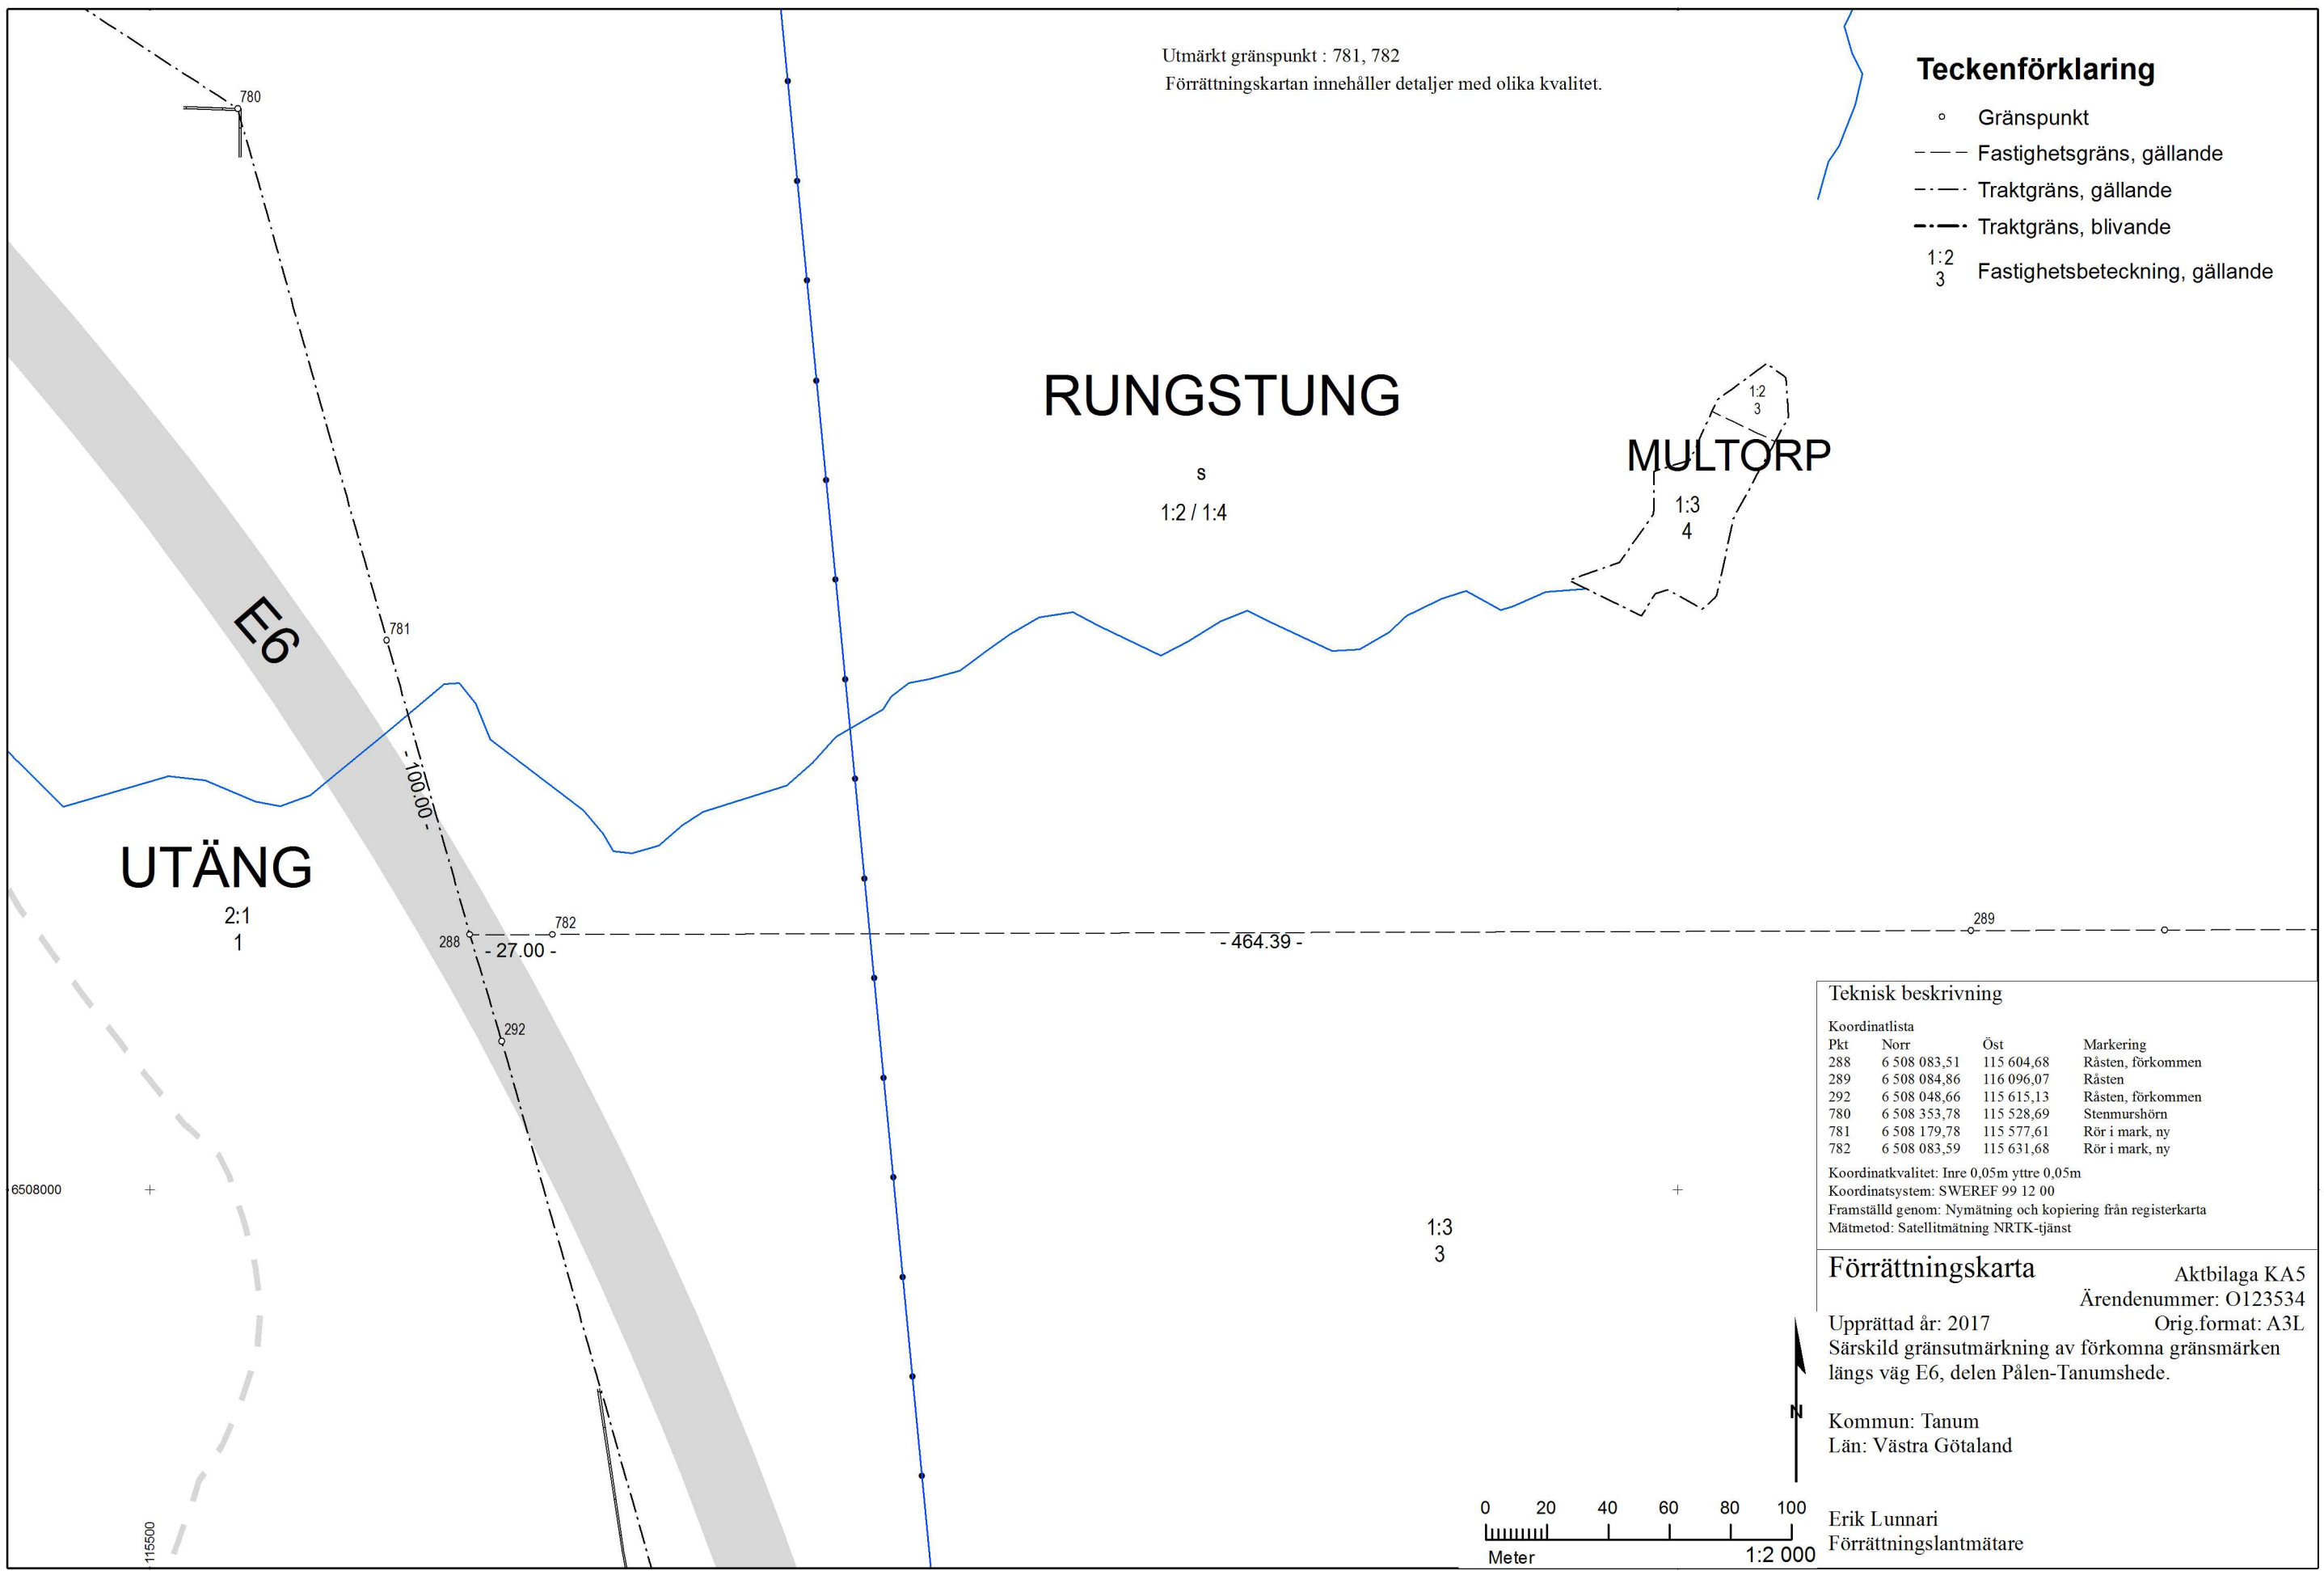 Utmärkt gränspunkt : 781, 782
Förrättningskartan innehåller detaljer med olika kvalitet.
Teckenförklaring
Gränspunkt
Fastighetsgräns, gällande
Traktgräns, gällande
Traktgräns, blivande
1:2
3
Fastighetsbeteckning, gällande
780
RUNGSTUNG
s
1:2 / 1:4
1:2
3
MULTORP
1:3
4
E6
781
- 100.00 -
UTÄNG
2:1
1
288
782
- 27.00 -
- 464.39 -
289
292
6508000
115500
1:3
3
Teknisk beskrivning
Koordinatlista
Pkt Norr Öst Markering
288 6 508 083,51 115 604,68 Råsten, förkommen
289 6 508 084,86 116 096,07 Råsten
292 6 508 048,66 115 615,13 Råsten, förkommen
780 6 508 353,78 115 528,69 Stenmurshörn
781 6 508 179,78 115 577,61 Rör i mark, ny
782 6 508 083,59 115 631,68 Rör i mark, ny
Koordinatkvalitet: Inre 0,05m yttre 0,05m
Koordinatsystem: SWEREF 99 12 00
Framställd genom: Nymätning och kopiering från registerkarta
Mätmetod: Satellitmätning NRTK-tjänst
Förrättningskarta
Aktbilaga KA5
Ärendenummer: O123534
Upprättad år: 2017 Orig.format: A3L
Särskild gränsutmärkning av förkomna gränsmärken
längs väg E6, delen Pålen-Tanumshede.
N
Kommun: Tanum
Län: Västra Götaland
Erik Lunnari
Förrättningslantmätare
0 20 40 60 80 100
Meter 1:2 000